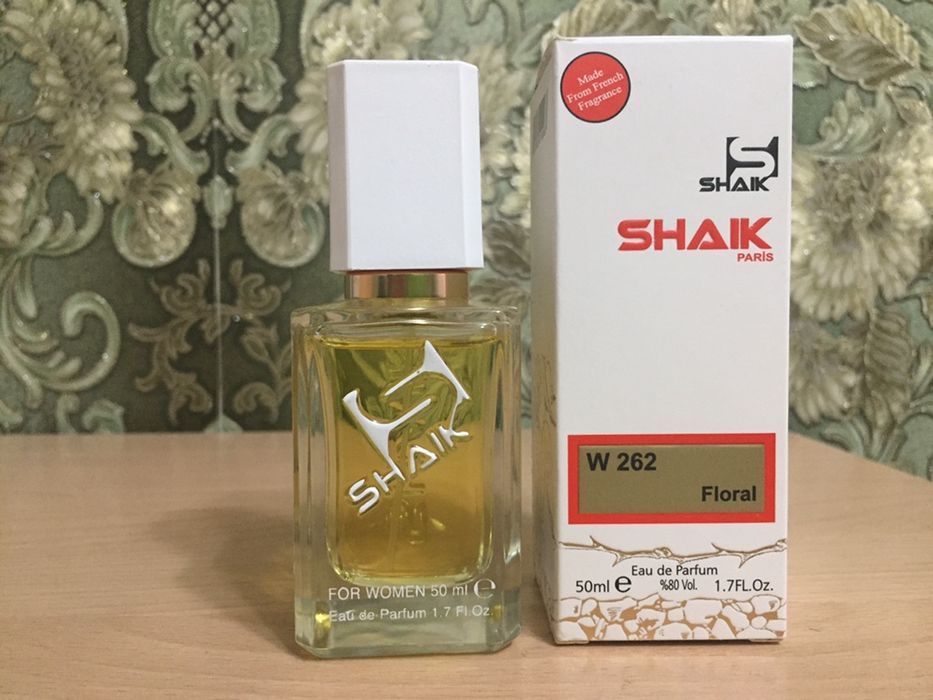 SHAIK
FOR WOMEN 50 ml ℮
Eau de Parfum 1.7 Fl.Oz.
Made
From French
Fragrance
S
SHAIK
SHAIK
PARİS
W 262
Floral
Eau de Parfum
50ml ℮ %80 Vol. 1.7FL.Oz.